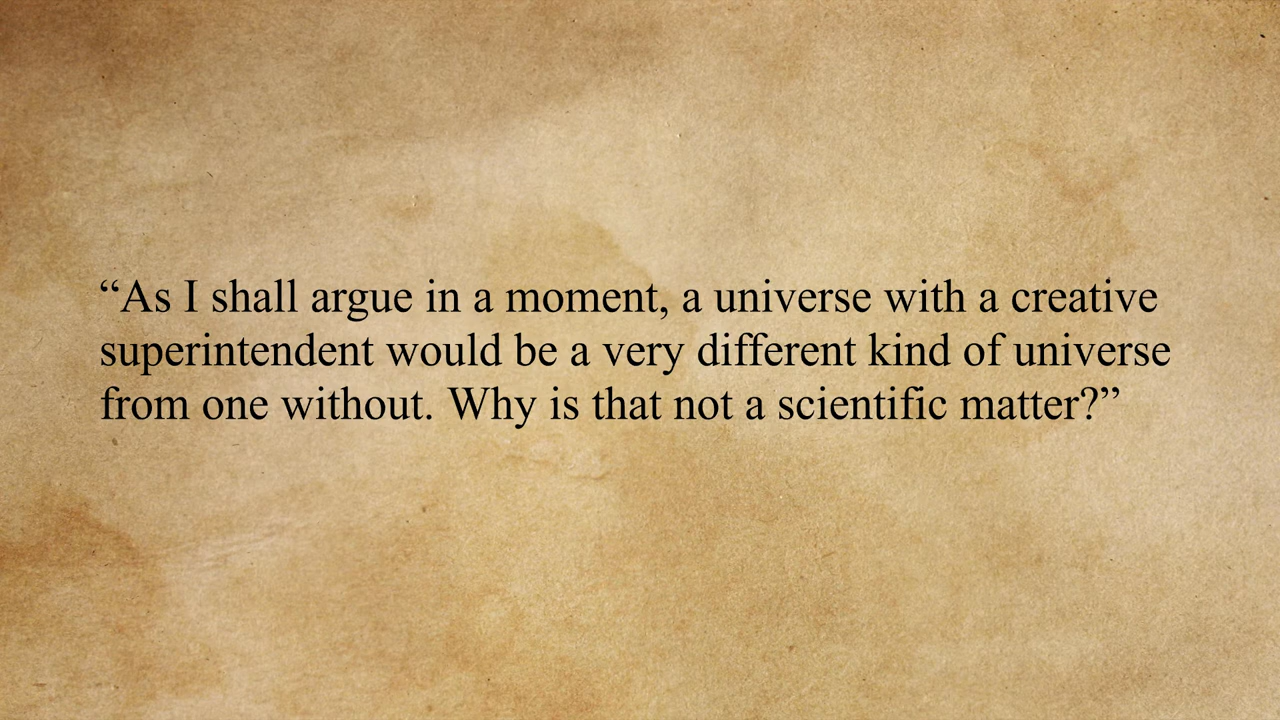 “As I shall argue in a moment, a universe with a creative
superintendent would be a very different kind of universe
from one without. Why is that not a scientific matter?”